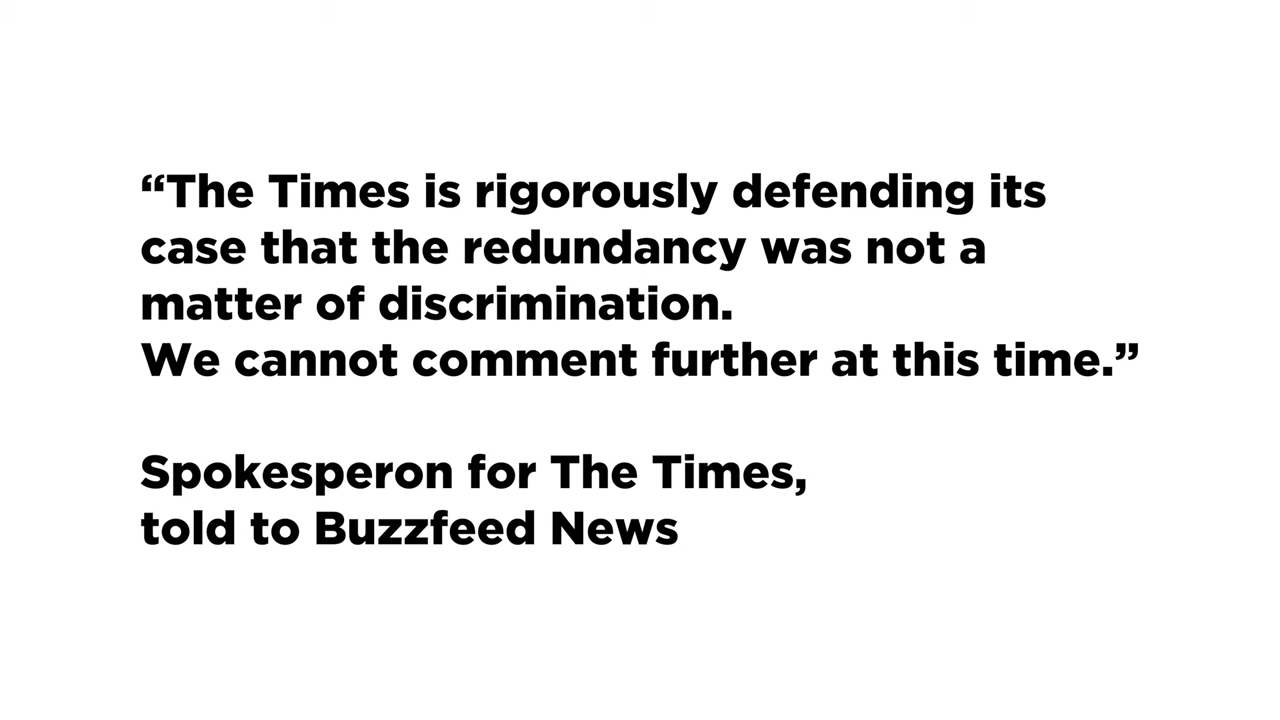 “The Times is rigorously defending its
case that the redundancy was not a
matter of discrimination.
We cannot comment further at this time.”
Spokesperon for The Times,
told to Buzzfeed News